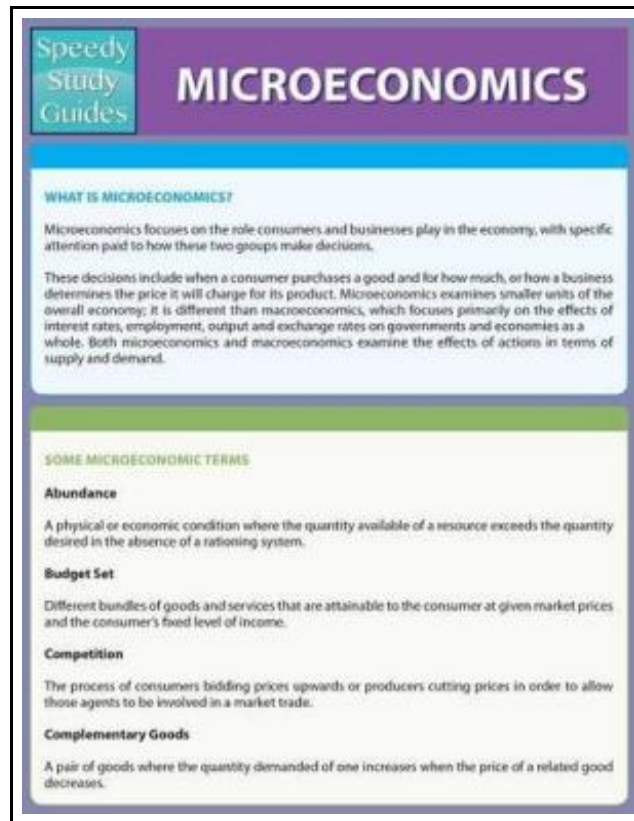 Speedy
Study
Guides
MICROECONOMICS
WHAT IS MICROECONOMICS?
Microeconomics focuses on the role consumers and businesses play in the economy, with specific
attention paid to how these two groups make decisions.
These decisions include when a consumer purchases a good and for how much, or how a business
determines the price it will charge for its product. Microeconomics examines smaller units of the
overall economy; it is different than macroeconomics, which focuses primarily on the effects of
interest rates, employment, output and exchange rates on governments and economies as a
whole. Both microeconomics and macroeconomics examine the effects of actions in terms of
supply and demand.
SOME MICROECONOMIC TERMS
Abundance
A physical or economic condition where the quantity available of a resource exceeds the quantity
desired in the absence of a rationing system.
Budget Set
Different bundles of goods and services that are attainable to the consumer at given market prices
and the consumer's fixed level of income.
Competition
The process of consumers bidding prices upwards or producers cutting prices in order to allow
those agents to be involved in a market trade.
Complementary Goods
A pair of goods where the quantity demanded of one increases when the price of a related good
decreases.